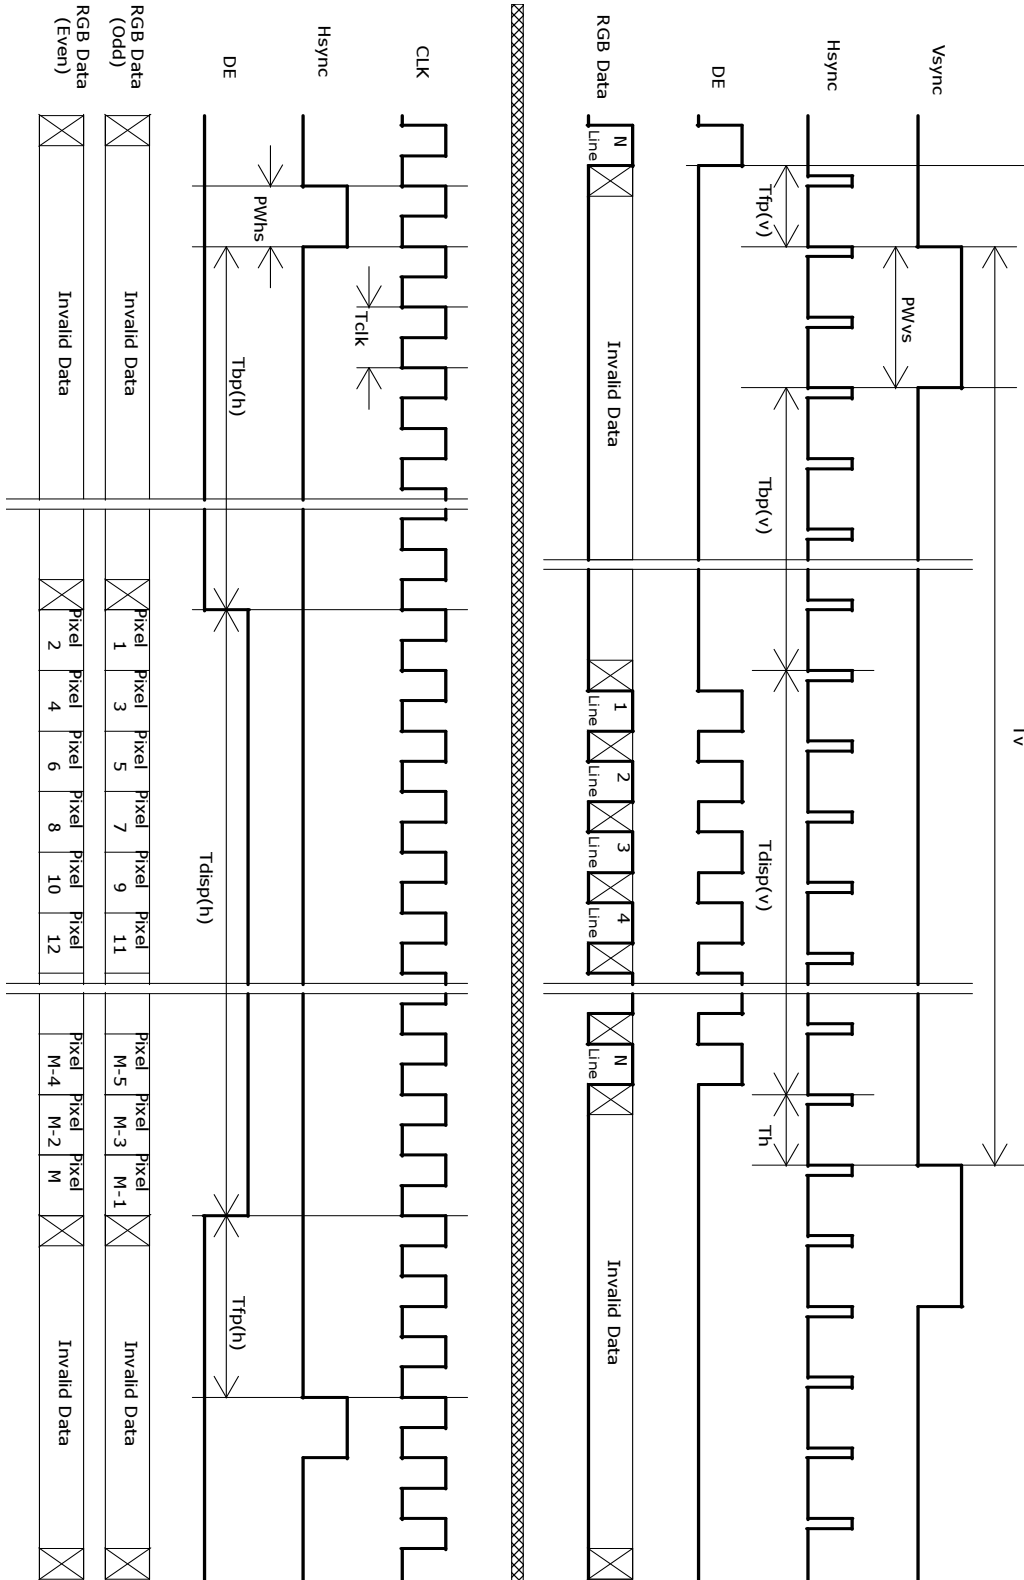 Tv
Vsync
PWvs
Hsync
Tfp(v)
Tbp(v)
Tdisp(v)
Th
DE
RGB Data
N
Line
Invalid Data
1
Line
2
Line
3
Line
4
Line
N
Line
Invalid Data
CLK
Tclk
Hsync
PWhs
Tbp(h)
Tdisp(h)
Tfp(h)
DE
RGB Data
(Odd)
Invalid Data
Pixel Pixel Pixel Pixel Pixel Pixel Pixel Pixel Pixel
1 3 5 7 9 11 M-5 M-3 M-1
Invalid Data
RGB Data
(Even)
Invalid Data
Pixel Pixel Pixel Pixel Pixel Pixel Pixel Pixel Pixel
2 4 6 8 10 12 M-4 M-2 M
Invalid Data